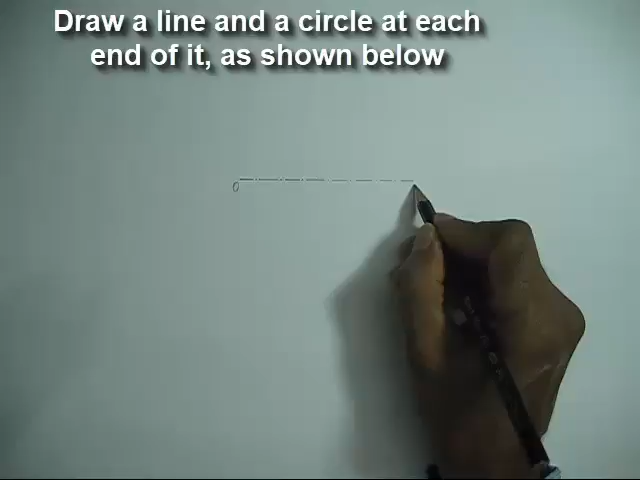 Draw a line and a circle at each
end of it, as shown below